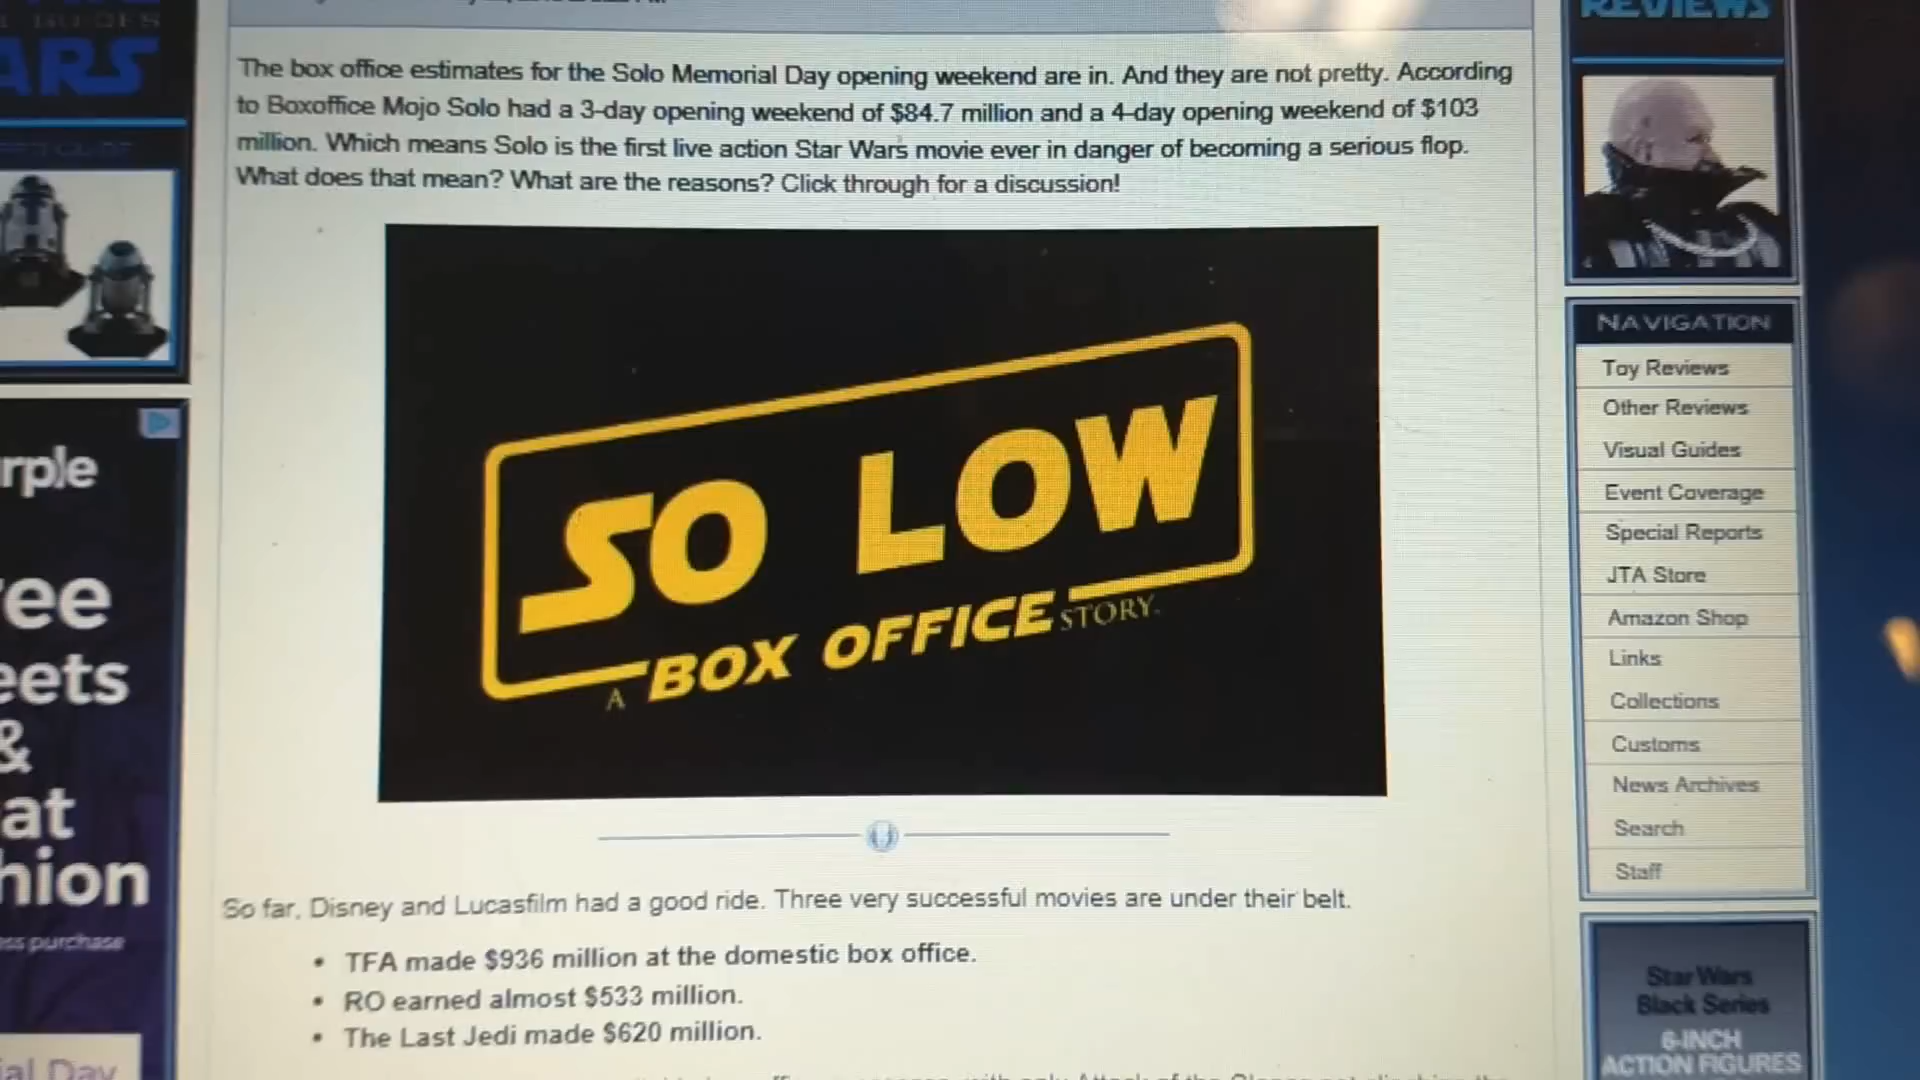 GUIDES
ARS
REVIEWS
The box office estimates for the Solo Memorial Day opening weekend are in. And they are not pretty. According
to Boxoffice Mojo Solo had a 3-day opening weekend of $84.7 million and a 4-day opening weekend of $103
million. Which means Solo is the first live action Star Wars movie ever in danger of becoming a serious flop.
What does that mean? What are the reasons? Click through for a discussion!
SO LOW
A BOX OFFICE STORY.
So far, Disney and Lucasfilm had a good ride. Three very successful movies are under their belt.
• TFA made $936 million at the domestic box office.
• RO earned almost $533 million.
• The Last Jedi made $620 million.
rple
ree
eets
&
at
hion
ess purchase
ial Day
NAVIGATION
Toy Reviews
Other Reviews
Visual Guides
Event Coverage
Special Reports
JTA Store
Amazon Shop
Links
Collections
Customs
News Archives
Search
Staff
Star Wars
Black Series
6-INCH
ACTION FIGURES